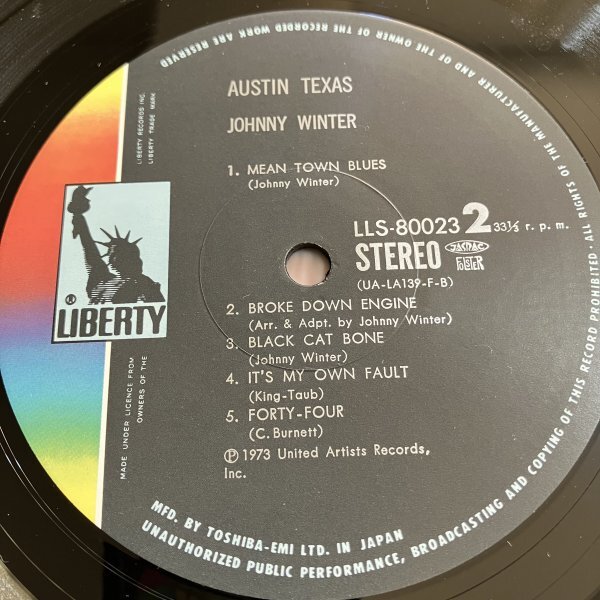 AUSTIN TEXAS
JOHNNY WINTER
1. MEAN TOWN BLUES
(Johnny Winter)
LLS-80023 2 33⅓ r. p. m.
STEREO JASRAC
POLSTER
(UA-LA139-F-B)
2. BROKE DOWN ENGINE
(Arr. & Adpt. by Johnny Winter)
3. BLACK CAT BONE
(Johnny Winter)
4. IT'S MY OWN FAULT
(King-Taub)
5. FORTY-FOUR
(C. Burnett)
Ⓟ 1973 United Artists Records,
Inc.
® LIBERTY
LIBERTY RECORDS INC.
LIBERTY TRADE MARK
MADE UNDER LICENCE FROM
OWNERS OF THE
MFD. BY TOSHIBA-EMI LTD. IN JAPAN
ALL RIGHTS OF THE MANUFACTURER AND OF THE OWNER OF THE RECORDED WORK ARE RESERVED
UNAUTHORIZED PUBLIC PERFORMANCE, BROADCASTING AND COPYING OF THIS RECORD PROHIBITED ·